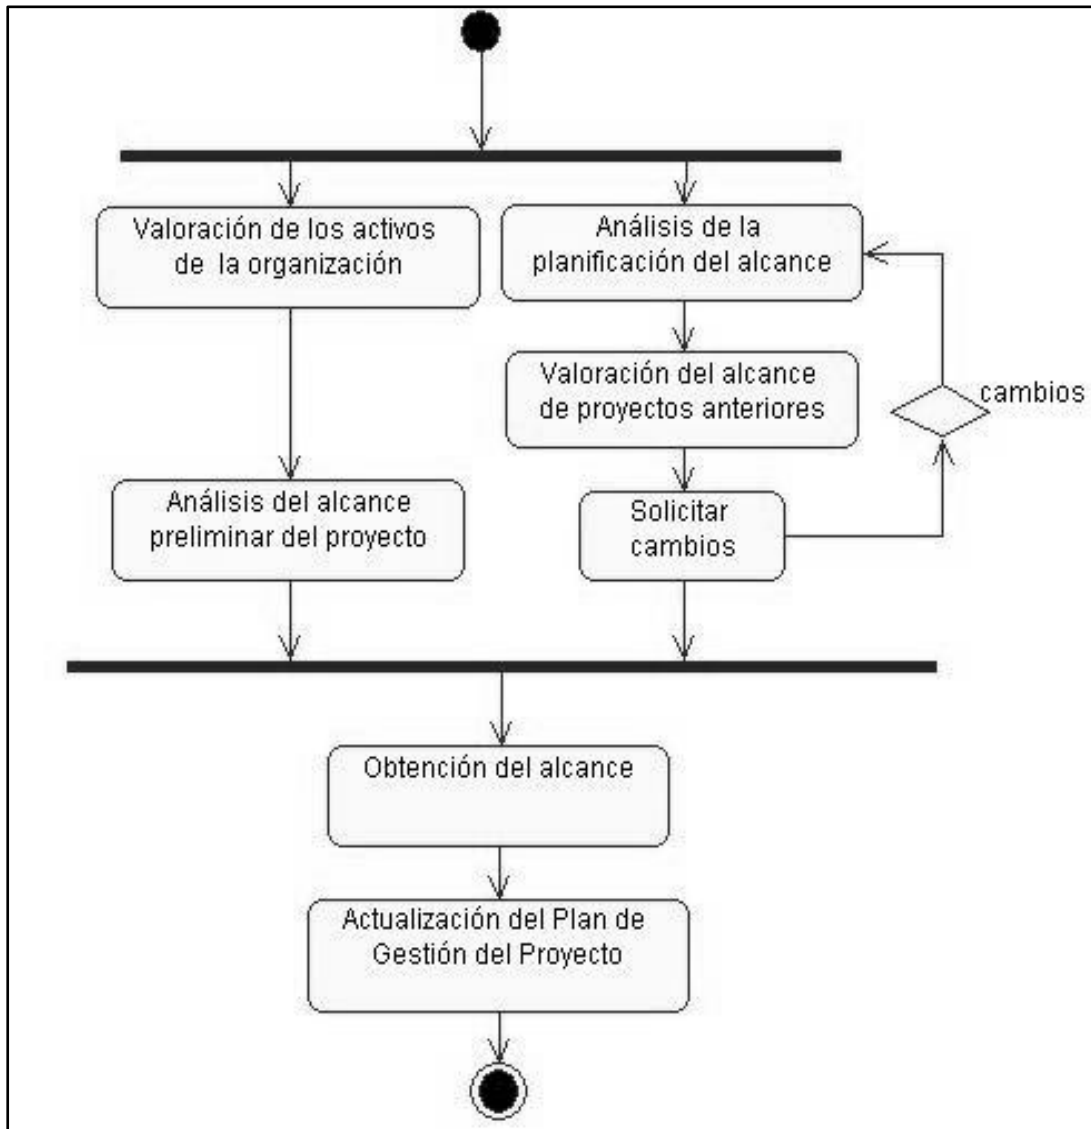 Valoración de los activos
de la organización
Análisis de la
planificación del alcance
Valoración del alcance
de proyectos anteriores
cambios
Análisis del alcance
preliminar del proyecto
Solicitar
cambios
Obtención del alcance
Actualización del Plan de
Gestión del Proyecto